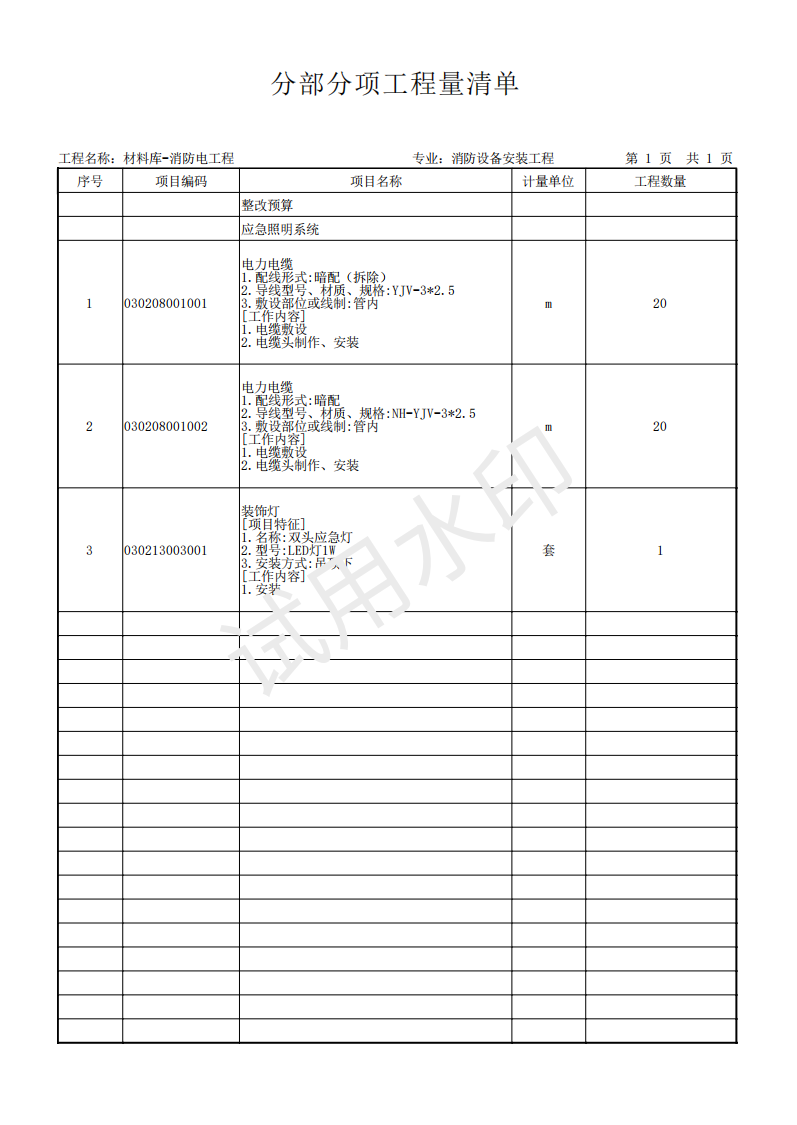 分部分项工程量清单
工程名称: 材料库-消防电工程 专业: 消防设备安装工程 第 1 页 共 1 页
序号 项目编码 项目名称 计量单位 工程数量
整改预算
应急照明系统
电力电缆
1.配线形式:暗配（拆除）
2.导线型号、材质、规格:YJV-3*2.5
1 030208001001 3.敷设部位或线制:管内 m 20
[工作内容]
1.电缆敷设
2.电缆头制作、安装
电力电缆
1.配线形式:暗配
2.导线型号、材质、规格:NH-YJV-3*2.5
2 030208001002 3.敷设部位或线制:管内 m 20
[工作内容]
1.电缆敷设
2.电缆头制作、安装
装饰灯
[项目特征]
1.名称:双头应急灯
3 030213003001 2.型号:LED灯1W 套 1
3.安装方式:吊顶下
[工作内容]
1.安装
试用水印